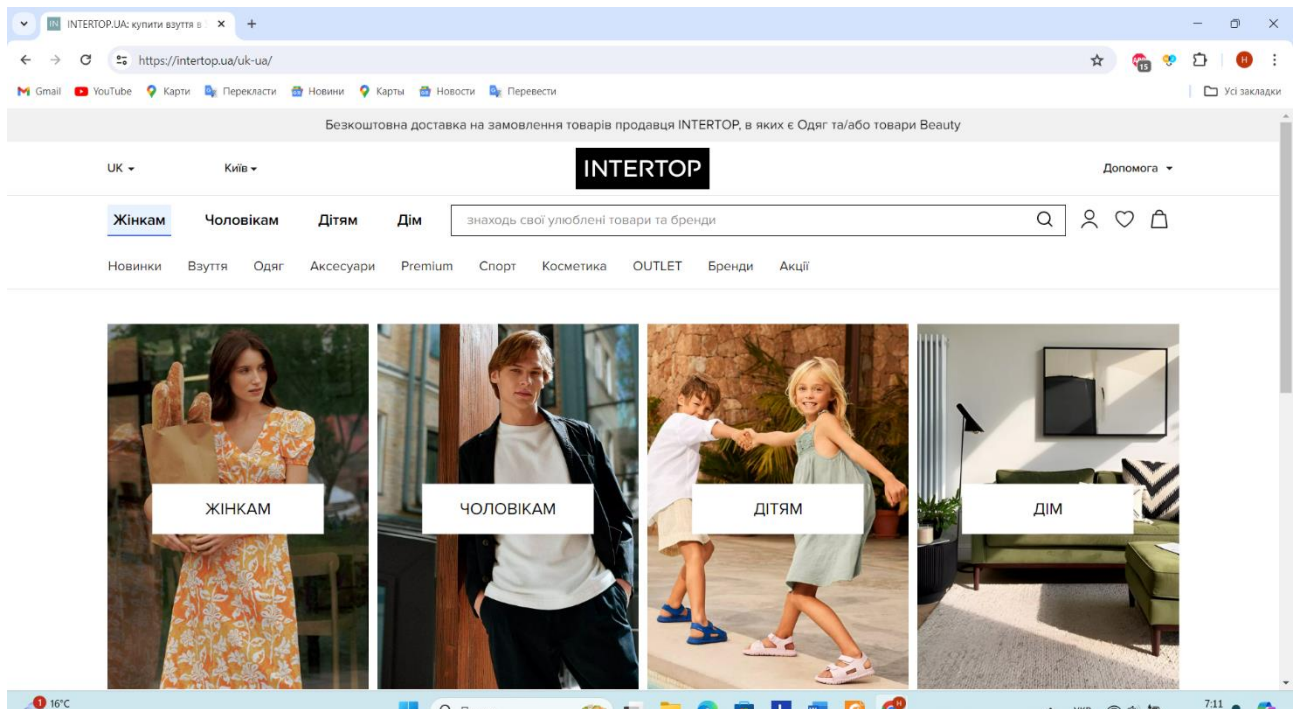 IN INTERTOP.UA: купити взуття в
https://intertop.ua/uk-ua/
15 H
Gmail YouTube Карти Перекласти Новини Карты Новости Перевести Усі закладки
Безкоштовна доставка на замовлення товарів продавця INTERTOP, в яких є Одяг та/або товари Beauty
UK Київ INTERTOP Допомога
Жінкам Чоловікам Дітям Дім знаходь свої улюблені товари та бренди
Новинки Взуття Одяг Аксесуари Premium Спорт Косметика OUTLET Бренди Акції
ЖІНКАМ ЧОЛОВІКАМ ДІТЯМ ДІМ
1 16°C 7:11